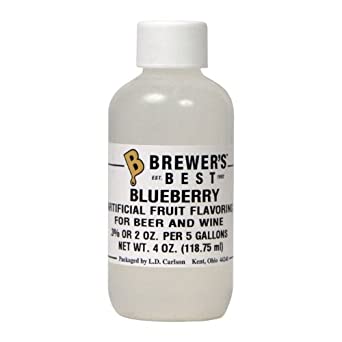 B BREWER'S
EST. BEST
BLUEBERRY
ARTIFICIAL FRUIT FLAVORING
FOR BEER AND WINE
OR 2 OZ. PER 5 GALLONS
NET WT. 4 OZ. (118.75 ml)
Packaged by L.D. Carlson Kent, Ohio